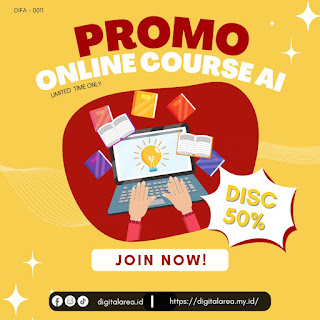 DIFA - 0011
PROMO
ONLINE COURSE AI
LIMITED TIME ONLY
DISC
50%
JOIN NOW!
digitalarea.id | https://digitalarea.my.id/